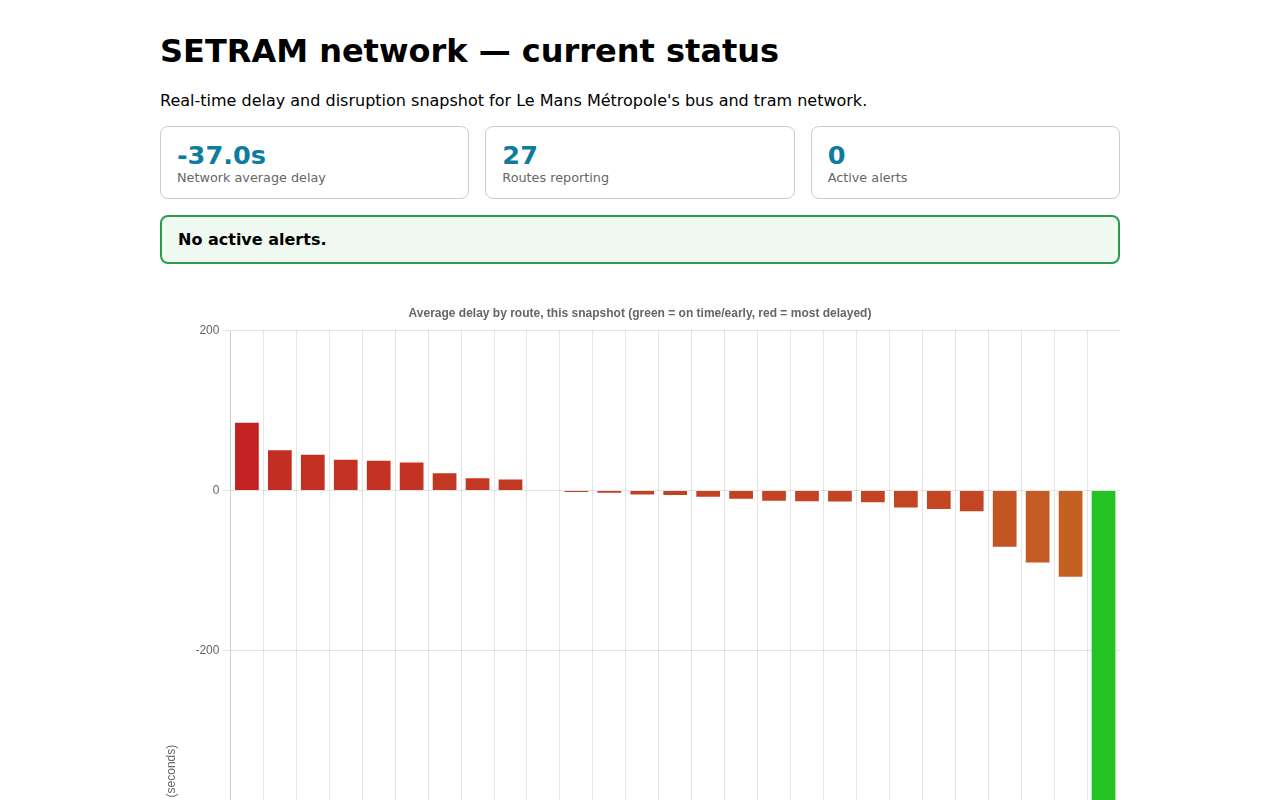 SETRAM network — current status
Real-time delay and disruption snapshot for Le Mans Métropole's bus and tram network.
-37.0s
Network average delay
27
Routes reporting
0
Active alerts
No active alerts.
Average delay by route, this snapshot (green = on time/early, red = most delayed)
200
0
-200
(seconds)